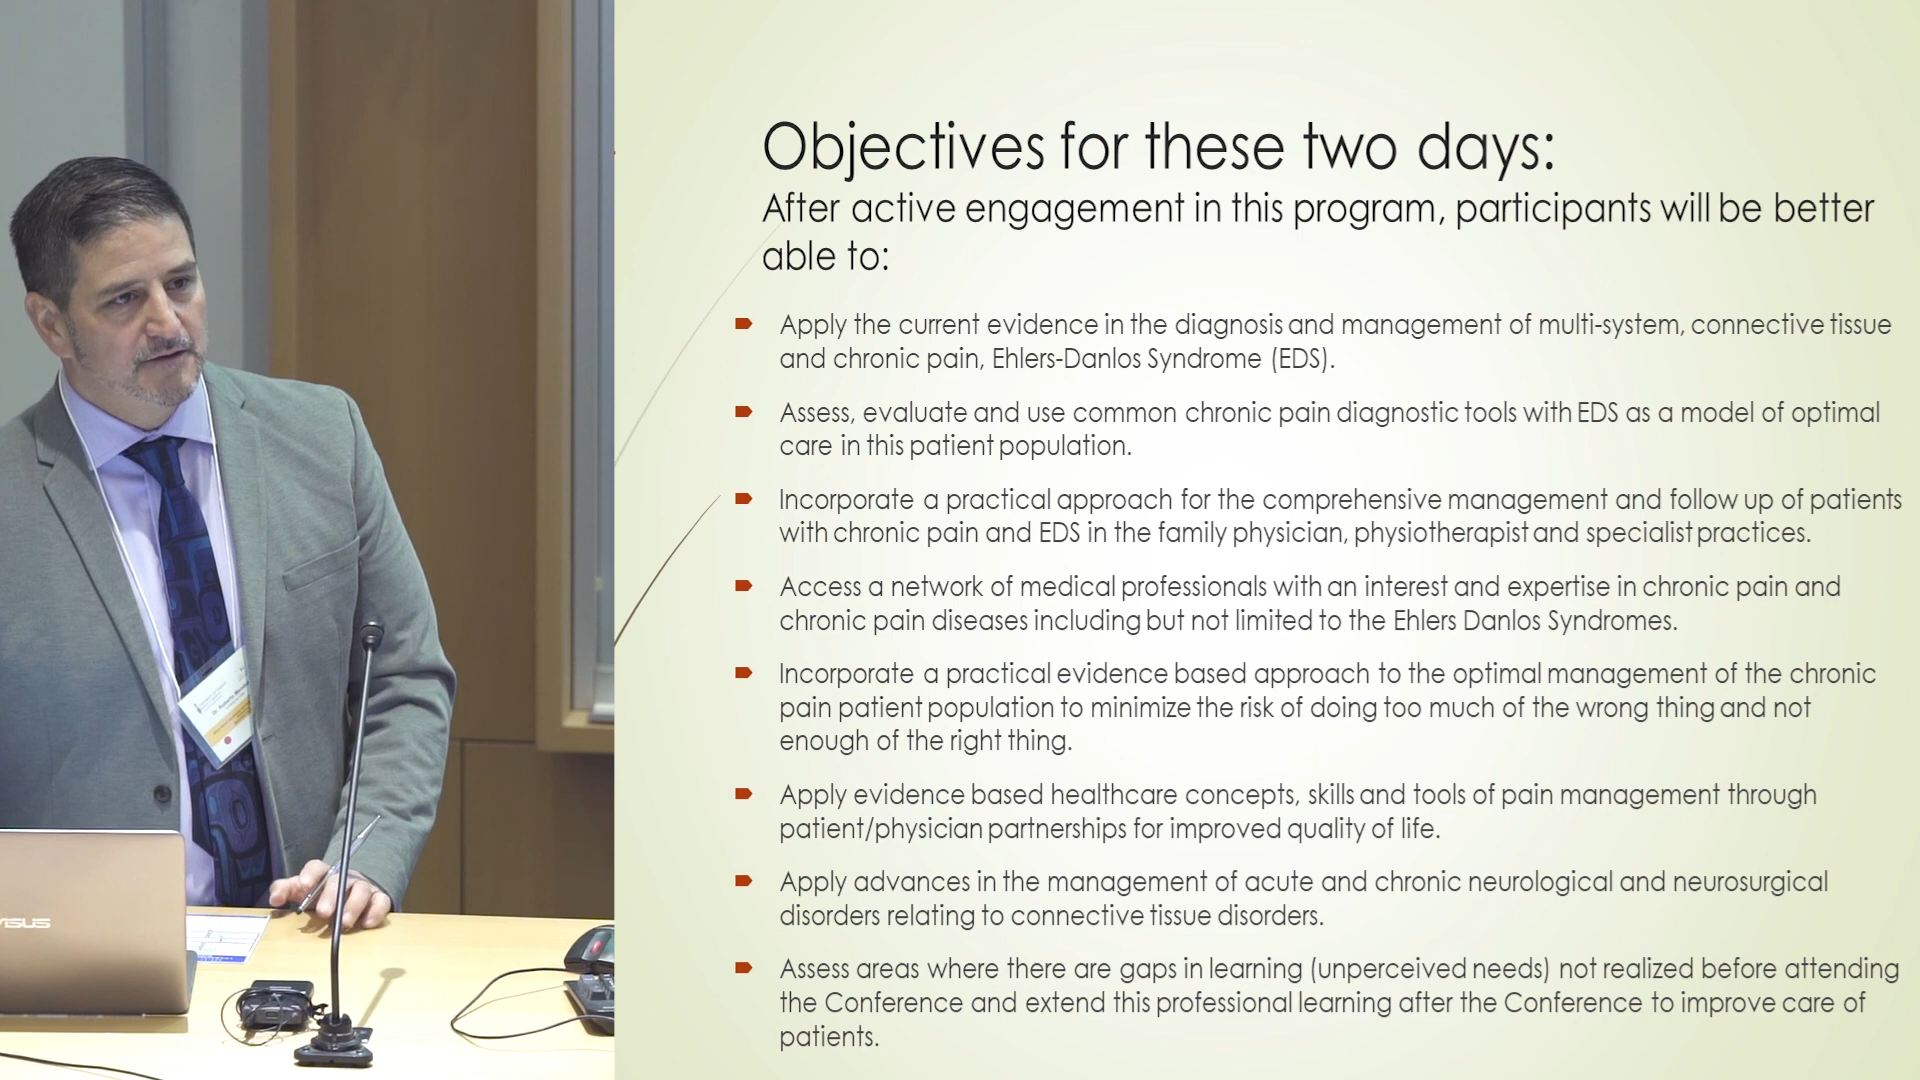 Objectives for these two days:
After active engagement in this program, participants will be better
able to:
Apply the current evidence in the diagnosis and management of multi-system, connective tissue
and chronic pain, Ehlers-Danlos Syndrome (EDS).
Assess, evaluate and use common chronic pain diagnostic tools with EDS as a model of optimal
care in this patient population.
Incorporate a practical approach for the comprehensive management and follow up of patients
with chronic pain and EDS in the family physician, physiotherapist and specialist practices.
Access a network of medical professionals with an interest and expertise in chronic pain and
chronic pain diseases including but not limited to the Ehlers Danlos Syndromes.
Incorporate a practical evidence based approach to the optimal management of the chronic
pain patient population to minimize the risk of doing too much of the wrong thing and not
enough of the right thing.
Apply evidence based healthcare concepts, skills and tools of pain management through
patient/physician partnerships for improved quality of life.
Apply advances in the management of acute and chronic neurological and neurosurgical
disorders relating to connective tissue disorders.
Assess areas where there are gaps in learning (unperceived needs) not realized before attending
the Conference and extend this professional learning after the Conference to improve care of
patients.
Dr. Roberto
ASUS